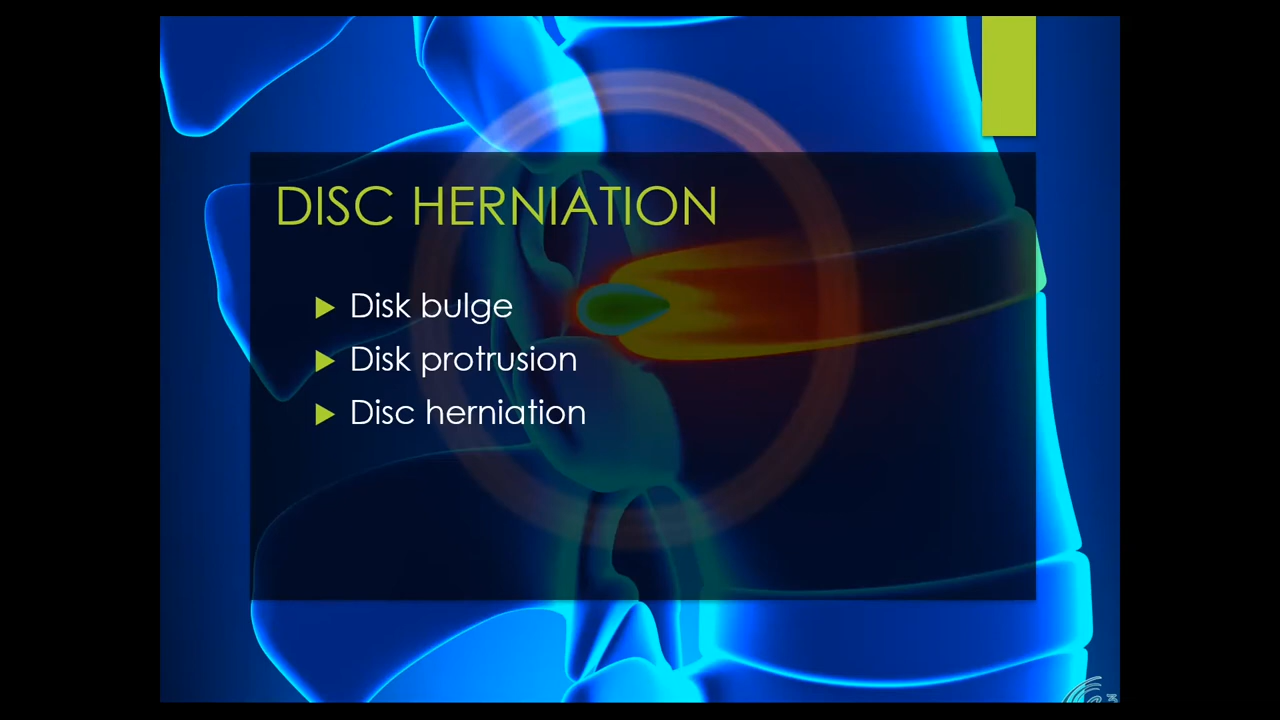 DISC HERNIATION
Disk bulge
Disk protrusion
Disc herniation